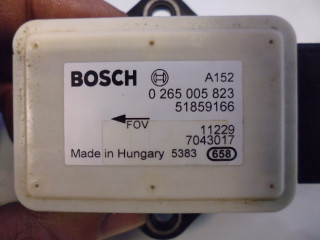 BOSCH A152
0 265 005 823
51859166
FOV 11229
7043017
Made in Hungary 5383 658